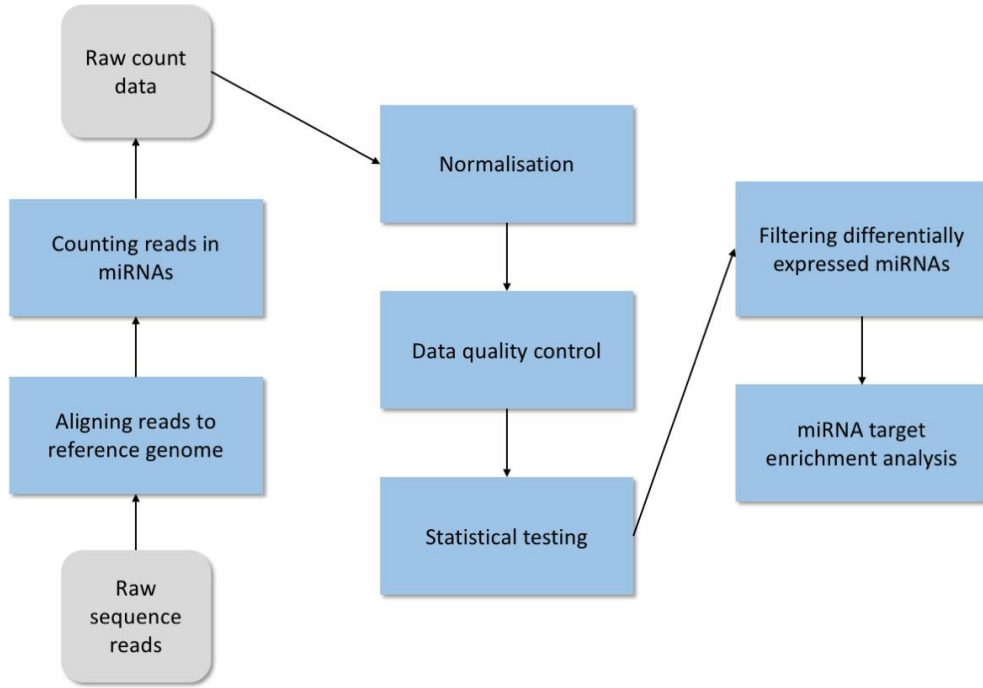 Raw count
data
Normalisation
Counting reads in
miRNAs
Filtering differentially
expressed miRNAs
Data quality control
Aligning reads to
reference genome
miRNA target
enrichment analysis
Statistical testing
Raw
sequence
reads